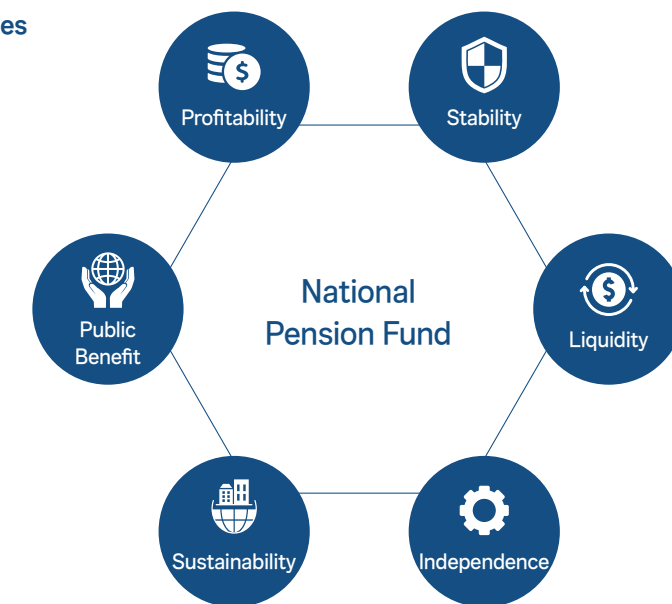 es
$
Profitability
Stability
National
Pension Fund
Public
Benefit
$
Liquidity
Sustainability
Independence